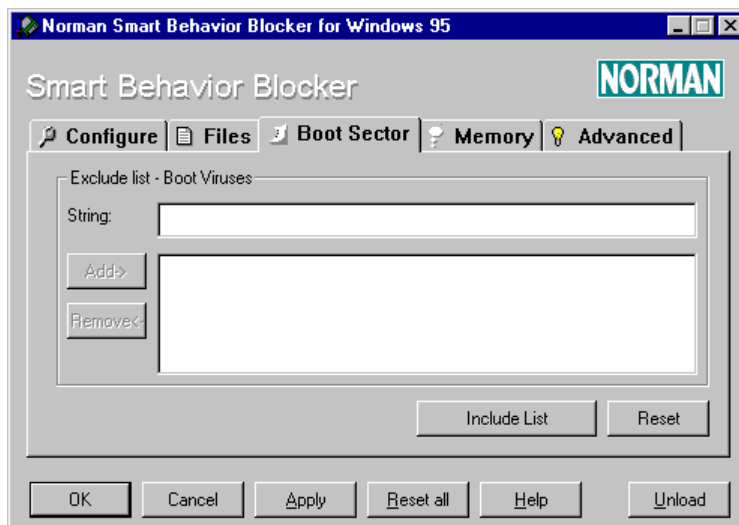 Norman Smart Behavior Blocker for Windows 95
Smart Behavior Blocker
NORMAN
Configure Files Boot Sector Memory Advanced
Exclude list - Boot Viruses
String:
Add->
Remove<-
Include List Reset
OK Cancel Apply Reset all Help Unload